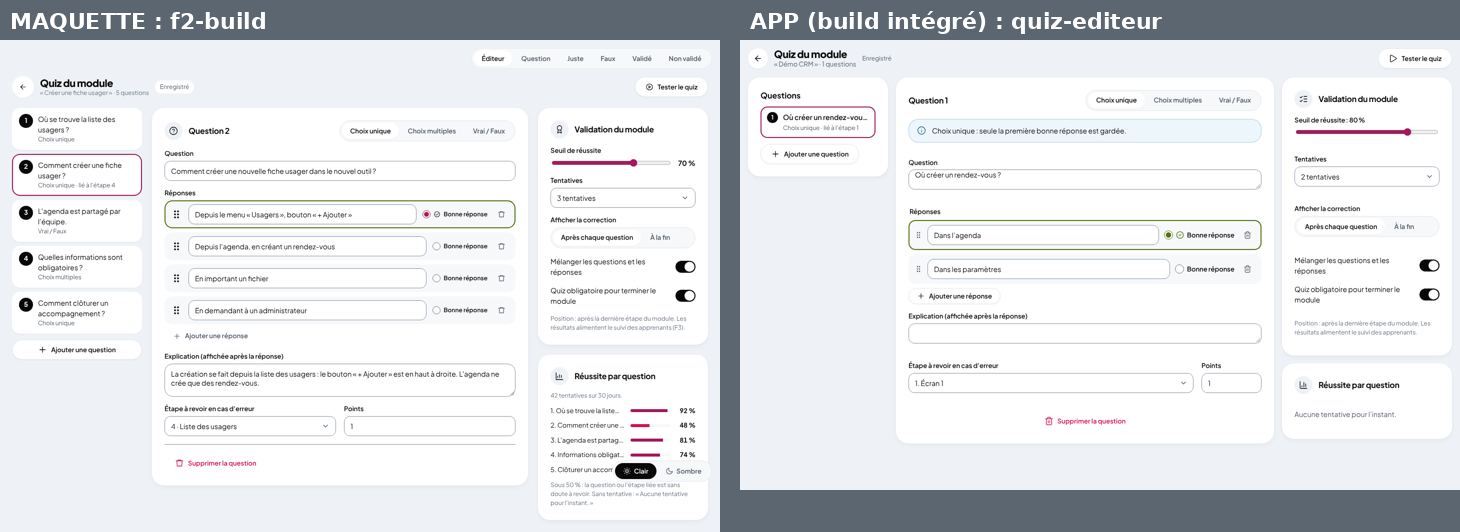 MAQUETTE : f2-build
Éditeur
Question
Juste
Faux
Validé
Non validé
Quiz du module
« Créer une fiche usager » · 5 questions
Enregistré
Tester le quiz
1
Où se trouve la liste des
usagers ?
Choix unique
2
Comment créer une fiche
usager ?
Choix unique · lié à l'étape 4
3
L'agenda est partagé par
l'équipe.
Vrai / Faux
4
Quelles informations sont
obligatoires ?
Choix multiples
5
Comment clôturer un
accompagnement ?
Choix unique
+ Ajouter une question
Question 2
Choix unique
Choix multiples
Vrai / Faux
Question
Comment créer une nouvelle fiche usager dans le nouvel outil ?
Réponses
Depuis le menu « Usagers », bouton « + Ajouter »
Bonne réponse
Depuis l'agenda, en créant un rendez-vous
Bonne réponse
En important un fichier
Bonne réponse
En demandant à un administrateur
Bonne réponse
+ Ajouter une réponse
Explication (affichée après la réponse)
La création se fait depuis la liste des usagers : le bouton « + Ajouter » est en haut à droite. L'agenda ne
crée que des rendez-vous.
Étape à revoir en cas d'erreur
Points
4 · Liste des usagers
1
Supprimer la question
Validation du module
Seuil de réussite
70 %
Tentatives
3 tentatives
Afficher la correction
Après chaque question
À la fin
Mélanger les questions et les
réponses
Quiz obligatoire pour terminer le
module
Position : après la dernière étape du module. Les
résultats alimentent le suivi des apprenants (F3).
Réussite par question
42 tentatives sur 30 jours.
1. Où se trouve la liste...
92 %
2. Comment créer une ...
48 %
3. L'agenda est partag...
81 %
4. Informations obligat...
74 %
5. Clôturer un accom
Clair
Sombre
Sous 50 % : la question ou l'étape liée est sans
doute à revoir. Sans tentative : « Aucune tentative
pour l'instant. »
APP (build intégré) : quiz-editeur
Quiz du module
« Démo CRM » · 1 questions
Enregistré
Tester le quiz
Questions
1
Où créer un rendez-vou...
Choix unique · lié à l'étape 1
+ Ajouter une question
Question 1
Choix unique
Choix multiples
Vrai / Faux
Choix unique : seule la première bonne réponse est gardée.
Question
Où créer un rendez-vous ?
Réponses
Dans l'agenda
Bonne réponse
Dans les paramètres
Bonne réponse
+ Ajouter une réponse
Explication (affichée après la réponse)
Étape à revoir en cas d'erreur
Points
1. Écran 1
1
Supprimer la question
Validation du module
Seuil de réussite : 80 %
Tentatives
2 tentatives
Afficher la correction
Après chaque question
À la fin
Mélanger les questions et les
réponses
Quiz obligatoire pour terminer le
module
Position : après la dernière étape du module. Les
résultats alimentent le suivi des apprenants.
Réussite par question
Aucune tentative pour l'instant.